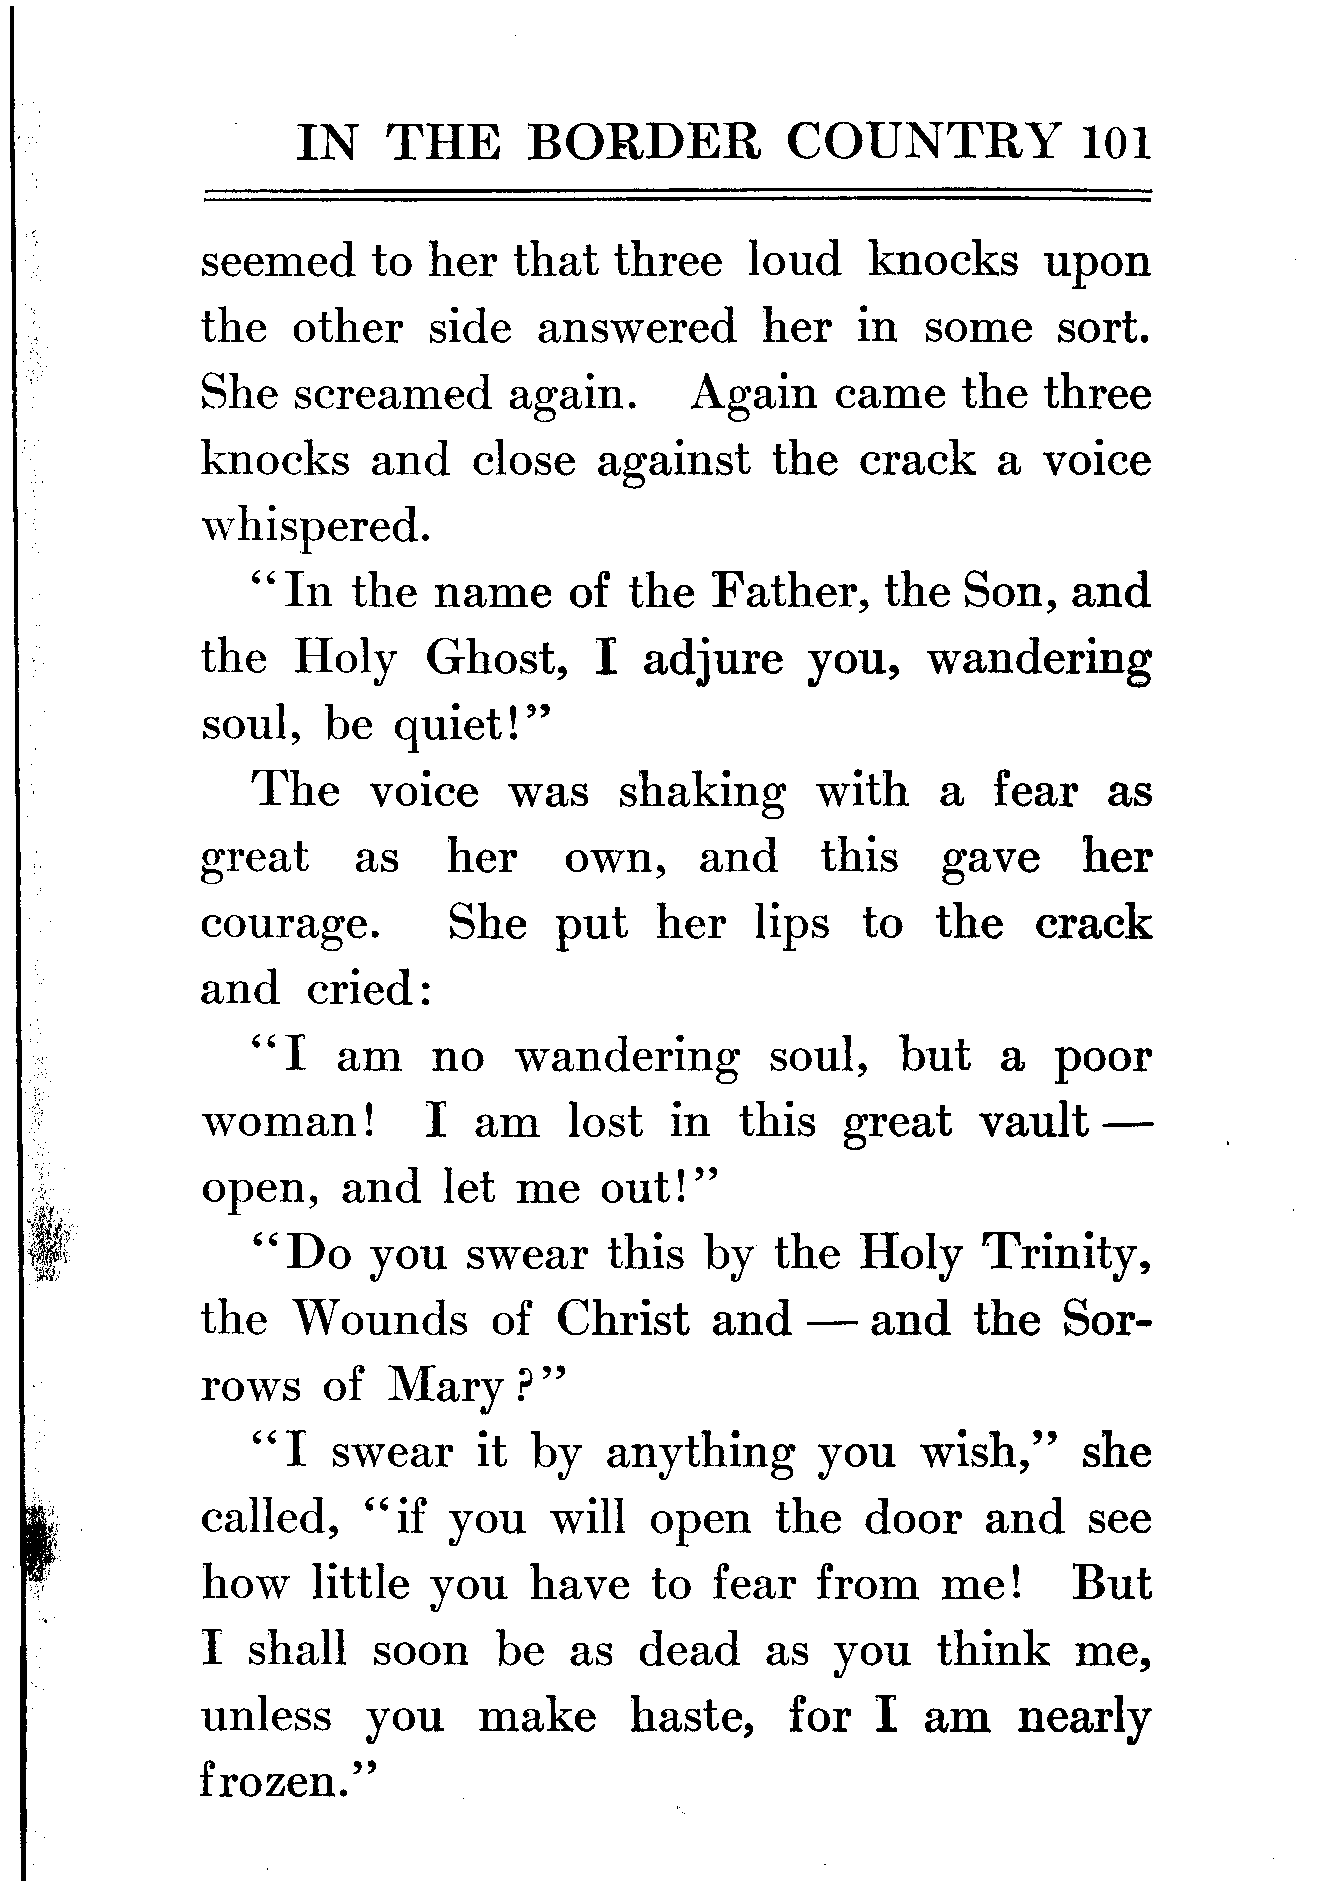 IN THE BORDER COUNTRY 101
seemed to her that three loud knocks upon
the other side answered her in some sort.
She screamed again. Again came the three
knocks and close against the crack a voice
whispered.
“In the name of the Father, the Son, and
the Holy Ghost, I adjure you, wandering
soul, be quiet!”
The voice was shaking with a fear as
great as her own, and this gave her
courage. She put her lips to the crack
and cried:
“I am no wandering soul, but a poor
woman! I am lost in this great vault —
open, and let me out!”
“Do you swear this by the Holy Trinity,
the Wounds of Christ and — and the Sor-
rows of Mary?”
“I swear it by anything you wish,” she
called, “if you will open the door and see
how little you have to fear from me! But
I shall soon be as dead as you think me,
unless you make haste, for I am nearly
frozen.”